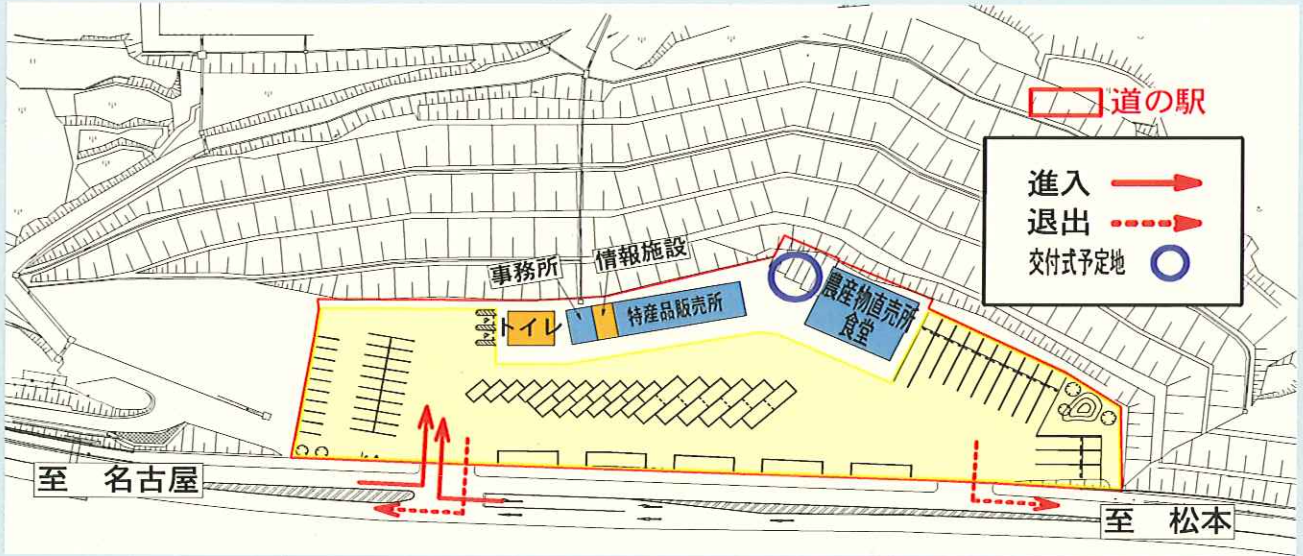 道の駅
進入
退出
交付式予定地
事務所
情報施設
トイレ
特産品販売所
農産物直売所
食堂
至 名古屋
至 松本